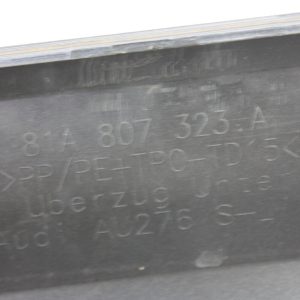 81A 807 323 A
>PP/PE+TPO-TD15<
Überzug Unte
Audi AU276 S-L